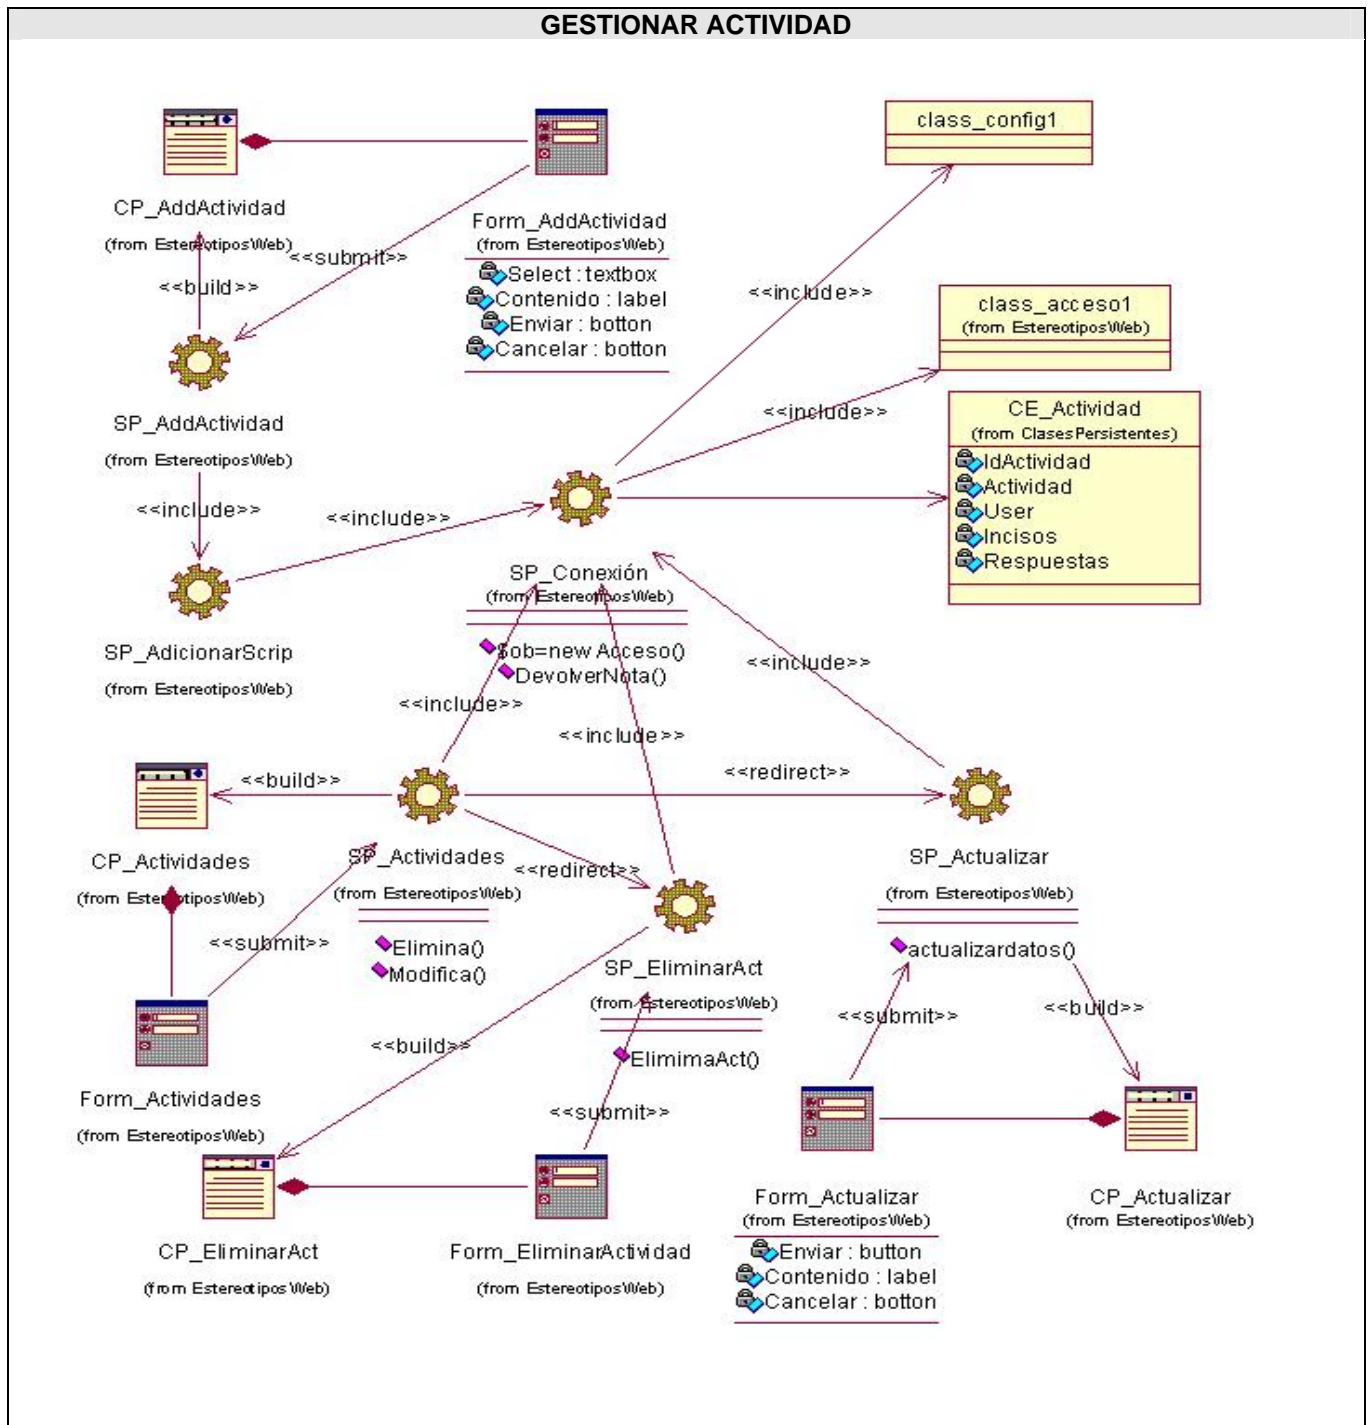 GESTIONAR ACTIVIDAD
class_config1
CP_AddActividad
(from EstereotiposWeb)
Form_AddActividad
(from EstereotiposWeb)
Select : textbox
Contenido : label
Enviar : botton
Cancelar : botton
<<submit>>
<<build>>
<<include>>
class_acceso1
(from EstereotiposWeb)
<<include>>
CE_Actividad
(from ClasesPersistentes)
IdActividad
Actividad
User
Incisos
Respuestas
SP_AddActividad
(from EstereotiposWeb)
<<include>>
<<include>>
SP_Conexión
(from EstereotiposWeb)
$ob=new Acceso()
DevolverNota()
SP_AdicionarScrip
(from EstereotiposWeb)
<<include>>
<<include>>
<<include>>
<<build>>
<<redirect>>
CP_Actividades
(from EstereotiposWeb)
SP_Actividades
(from EstereotiposWeb)
Elimina()
Modifica()
<<redirect>>
SP_Actualizar
(from EstereotiposWeb)
actualizardatos()
<<submit>>
SP_EliminarAct
(from EstereotiposWeb)
ElimimaAct()
<<submit>>
<<build>>
<<build>>
Form_Actividades
(from EstereotiposWeb)
<<submit>>
CP_EliminarAct
(from EstereotiposWeb)
Form_EliminarActividad
(from EstereotiposWeb)
Form_Actualizar
(from EstereotiposWeb)
Enviar : button
Contenido : label
Cancelar : botton
CP_Actualizar
(from EstereotiposWeb)